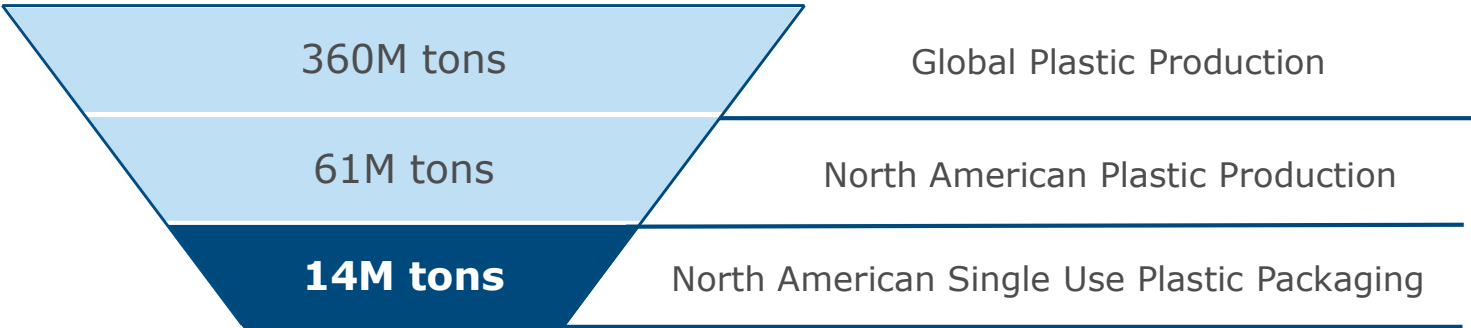 360M tons
Global Plastic Production
61M tons
North American Plastic Production
14M tons
North American Single Use Plastic Packaging